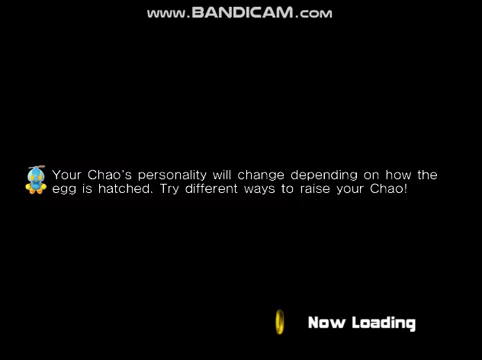 www.BANDICAM.com
Your Chao's personality will change depending on how the
egg is hatched. Try different ways to raise your Chao!
Now Loading